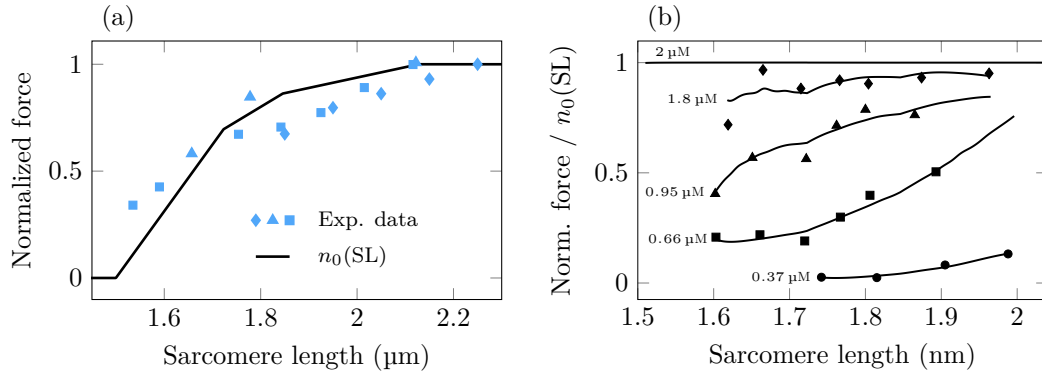 (a)
Normalized force
1
0.5
0
Exp. data
n₀(SL)
1.6
1.8
2
2.2
Sarcomere length (µm)
(b)
Norm. force / n₀(SL)
1
0.5
0
2 µM
1.8 µM
0.95 µM
0.66 µM
0.37 µM
1.5
1.6
1.7
1.8
1.9
2
Sarcomere length (nm)